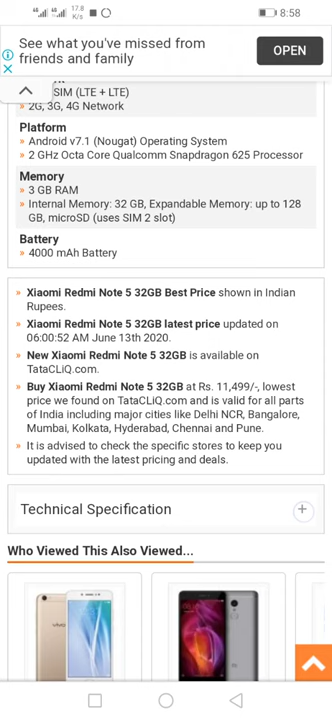 17.8
K/s
8:58
See what you've missed from
friends and family
OPEN
SIM (LTE + LTE)
» 2G, 3G, 4G Network
Platform
» Android v7.1 (Nougat) Operating System
» 2 GHz Octa Core Qualcomm Snapdragon 625 Processor
Memory
» 3 GB RAM
» Internal Memory: 32 GB, Expandable Memory: up to 128
GB, microSD (uses SIM 2 slot)
Battery
» 4000 mAh Battery
» Xiaomi Redmi Note 5 32GB Best Price shown in Indian
Rupees.
» Xiaomi Redmi Note 5 32GB latest price updated on
06:00:52 AM June 13th 2020.
» New Xiaomi Redmi Note 5 32GB is available on
TataCLiQ.com.
» Buy Xiaomi Redmi Note 5 32GB at Rs. 11,499/-, lowest
price we found on TataCLiQ.com and is valid for all parts
of India including major cities like Delhi NCR, Bangalore,
Mumbai, Kolkata, Hyderabad, Chennai and Pune.
» It is advised to check the specific stores to keep you
updated with the latest pricing and deals.
Technical Specification
Who Viewed This Also Viewed...
vivo